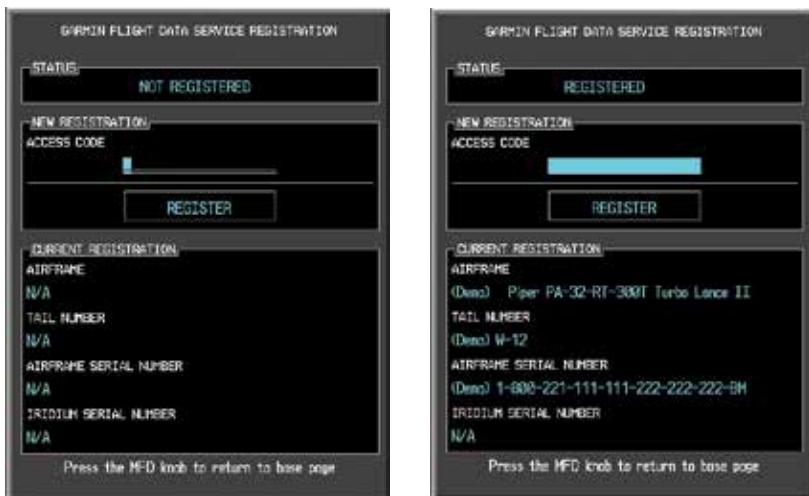 GARMIN FLIGHT DATA SERVICE REGISTRATION
STATUS
NOT REGISTERED
NEW REGISTRATION
ACCESS CODE
REGISTER
CURRENT REGISTRATION
AIRFRAME
N/A
TAIL NUMBER
N/A
AIRFRAME SERIAL NUMBER
N/A
IRIDIUM SERIAL NUMBER
N/A
Press the MFD knob to return to base page
GARMIN FLIGHT DATA SERVICE REGISTRATION
STATUS
REGISTERED
NEW REGISTRATION
ACCESS CODE
REGISTER
CURRENT REGISTRATION
AIRFRAME
(Demo) Piper PA-32-RT-300T Turbo Lance II
TAIL NUMBER
(Demo) W-12
AIRFRAME SERIAL NUMBER
(Demo) 1-800-221-111-111-222-222-222-BM
IRIDIUM SERIAL NUMBER
N/A
Press the MFD knob to return to base page